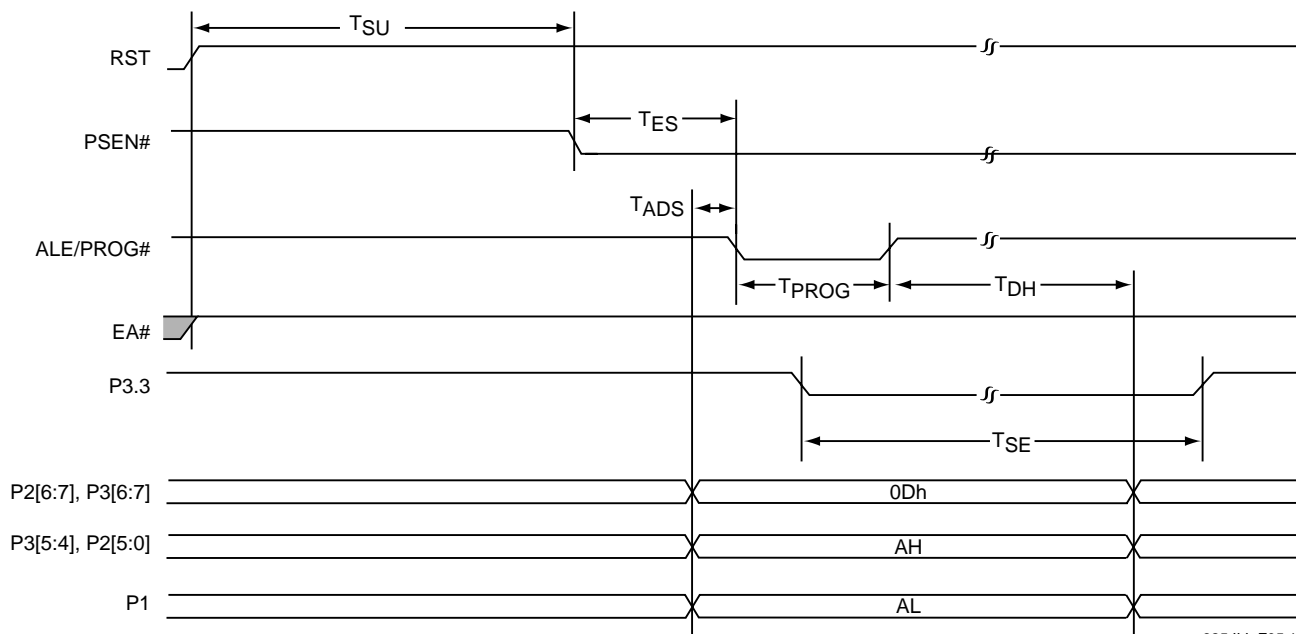 TSU
RST
TES
PSEN#
TADS
ALE/PROG#
TPROG
TDH
EA#
P3.3
TSE
P2[6:7], P3[6:7]
0Dh
P3[5:4], P2[5:0]
AH
P1
AL